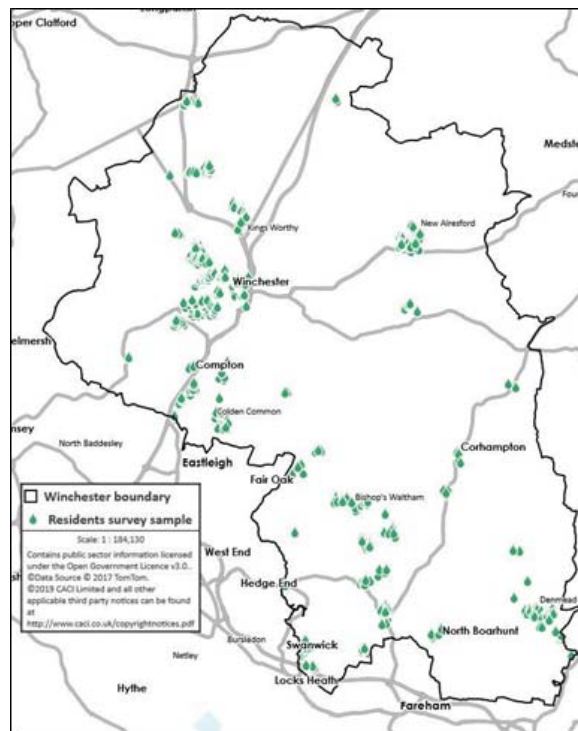 per Clatford
Medste
Fou
Kings Worthy
New Alresford
Winchester
elmersh
Compton
msey
North Baddesley
Colden Common
Eastleigh
Corhampton
Fair Oak
Bishop's Waltham
Winchester boundary
Residents survey sample
Scale: 1 : 184,130
Contains public sector information licensed
under the Open Government Licence v3.0..
©Data Source © 2017 TomTom.
©2019 CACI Limited and all other
applicable third party notices can be found
at
http://www.caci.co.uk/copyrightnotices.pdf
West End
Hedge End
Denmead
Bursledon
Swanwick
North Boarhunt
Netley
Locks Heath
Hythe
Fareham